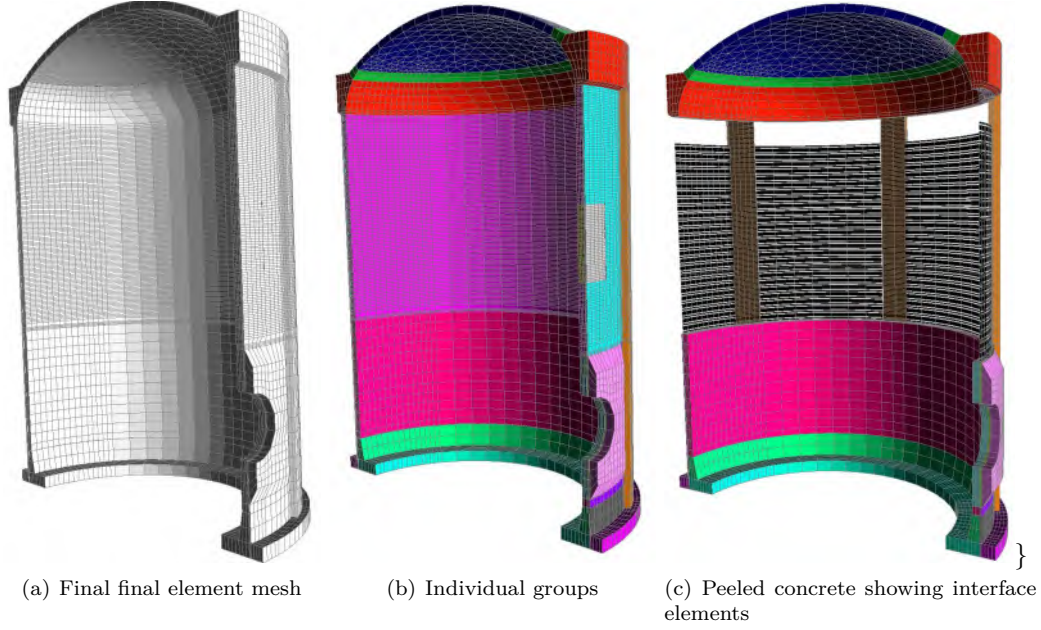 }
(a) Final final element mesh
(b) Individual groups
(c) Peeled concrete showing interface
elements